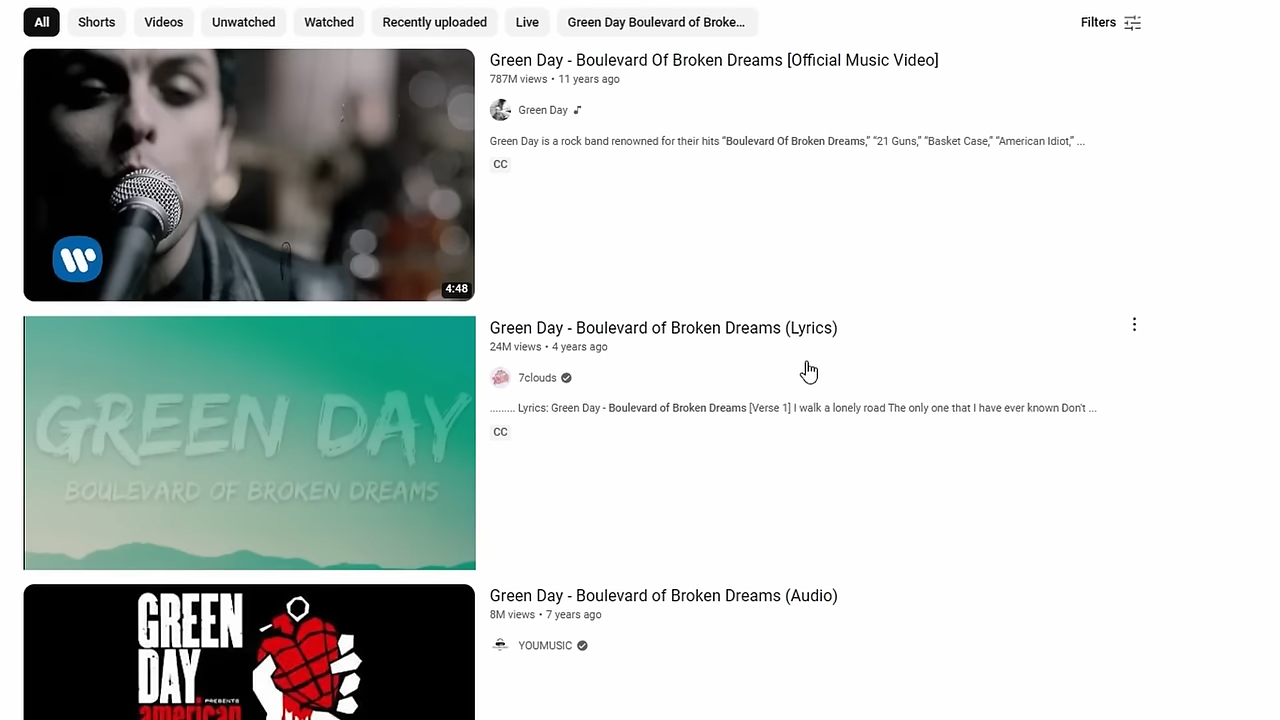 All
Shorts
Videos
Unwatched
Watched
Recently uploaded
Live
Green Day Boulevard of Broke...
Filters
Green Day - Boulevard Of Broken Dreams [Official Music Video]
787M views • 11 years ago
Green Day
Green Day is a rock band renowned for their hits “Boulevard Of Broken Dreams,” “21 Guns,” “Basket Case,” “American Idiot,” ...
CC
4:48
GREEN DAY
BOULEVARD OF BROKEN DREAMS
Green Day - Boulevard of Broken Dreams (Lyrics)
24M views • 4 years ago
7clouds
......... Lyrics: Green Day - Boulevard of Broken Dreams [Verse 1] I walk a lonely road The only one that I have ever known Don't ...
CC
GREEN
DAY.
PRESENTS
american
Green Day - Boulevard of Broken Dreams (Audio)
8M views • 7 years ago
YOUMUSIC